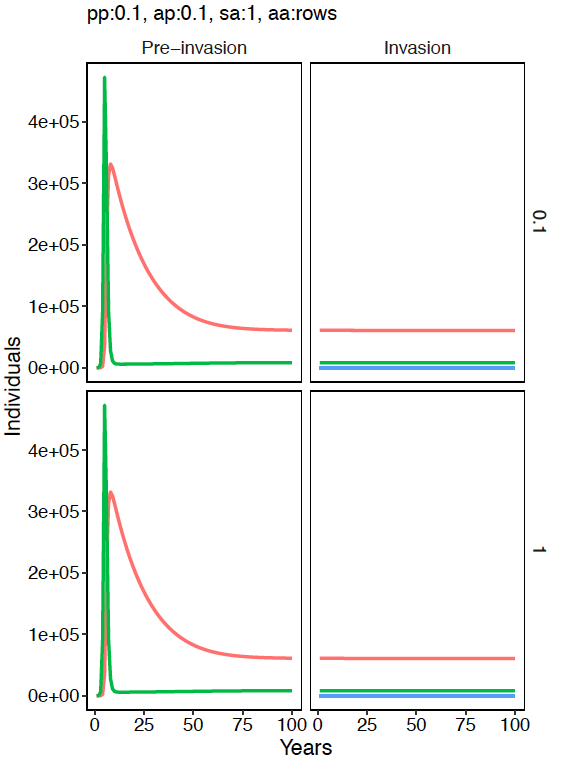 pp:0.1, ap:0.1, sa:1, aa:rows
Pre−invasion
Invasion
4e+05
3e+05
2e+05
1e+05
0e+00
0.1
Individuals
4e+05
3e+05
2e+05
1e+05
0e+00
1
0 25 50 75 100 0 25 50 75 100
Years